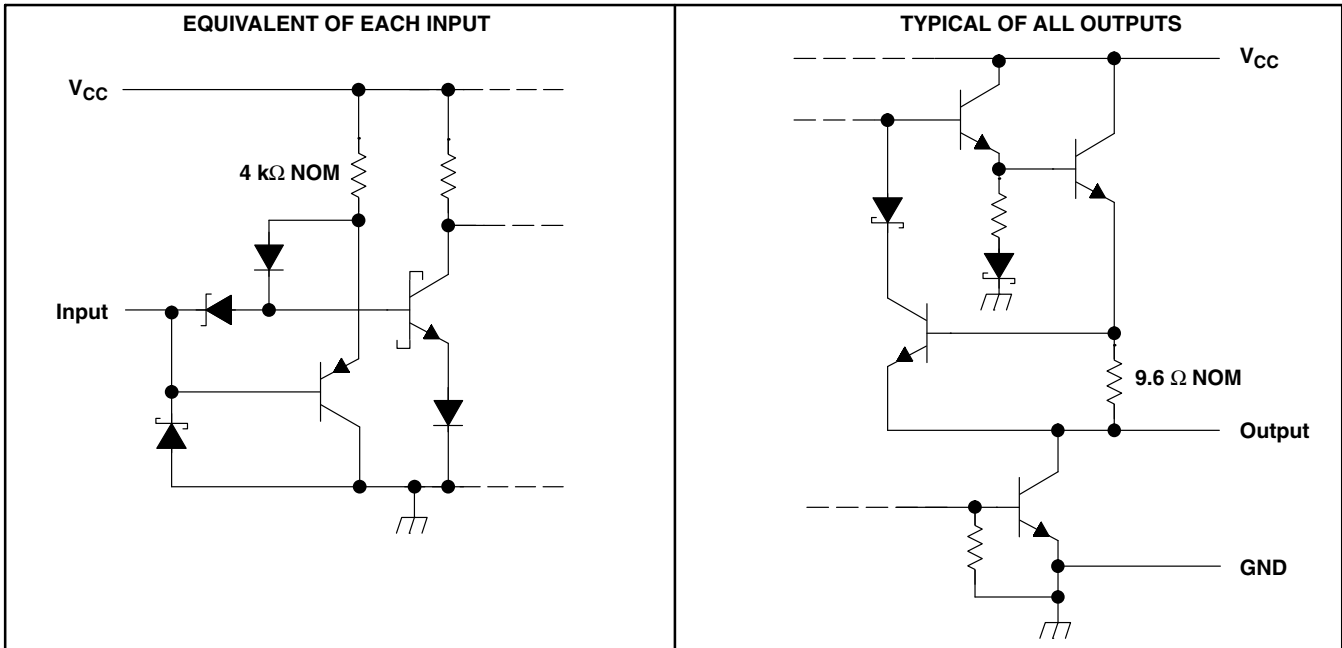 EQUIVALENT OF EACH INPUT
VCC
4 kΩ NOM
Input
TYPICAL OF ALL OUTPUTS
VCC
9.6 Ω NOM
Output
GND